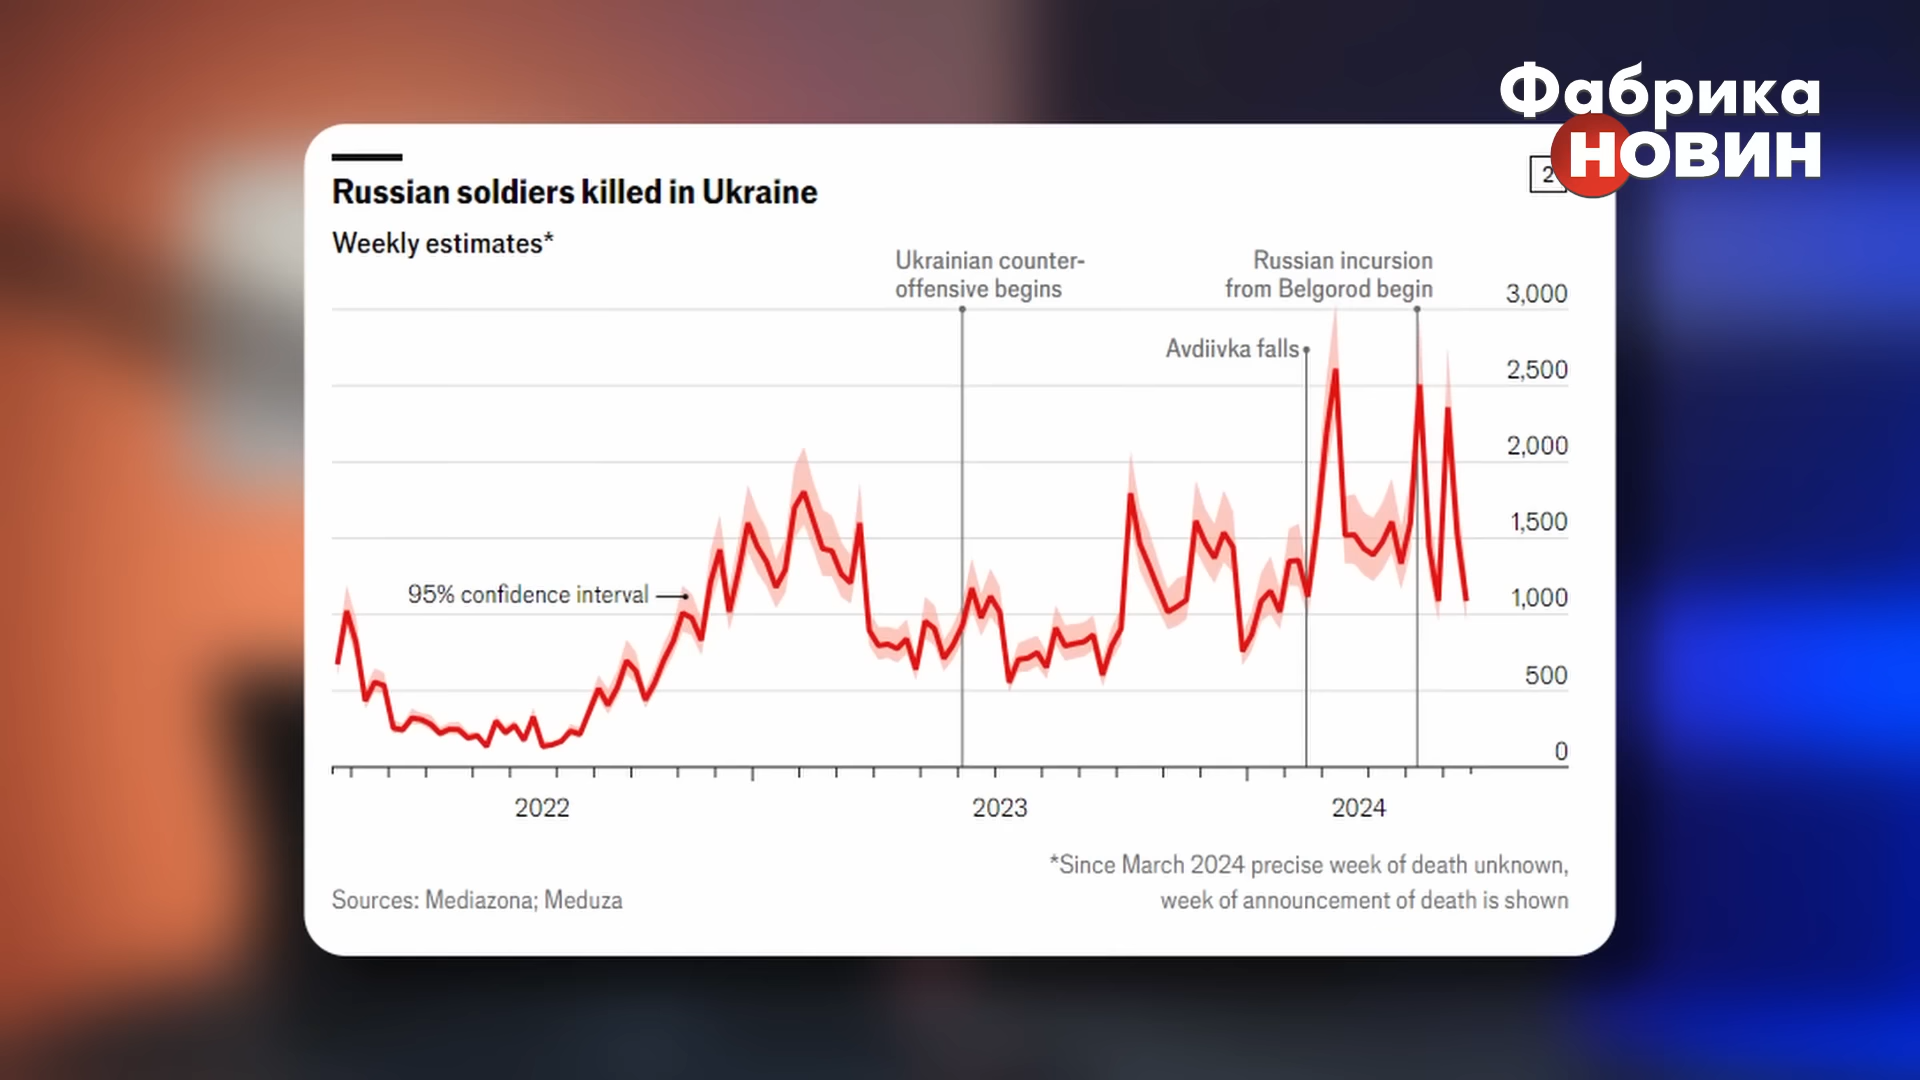 Фабрика
новин
Russian soldiers killed in Ukraine
2
Weekly estimates*
Ukrainian counter-
offensive begins
Russian incursion
from Belgorod begin
Avdiivka falls
3,000
2,500
2,000
1,500
1,000
500
0
95% confidence interval
2022
2023
2024
*Since March 2024 precise week of death unknown,
week of announcement of death is shown
Sources: Mediazona; Meduza